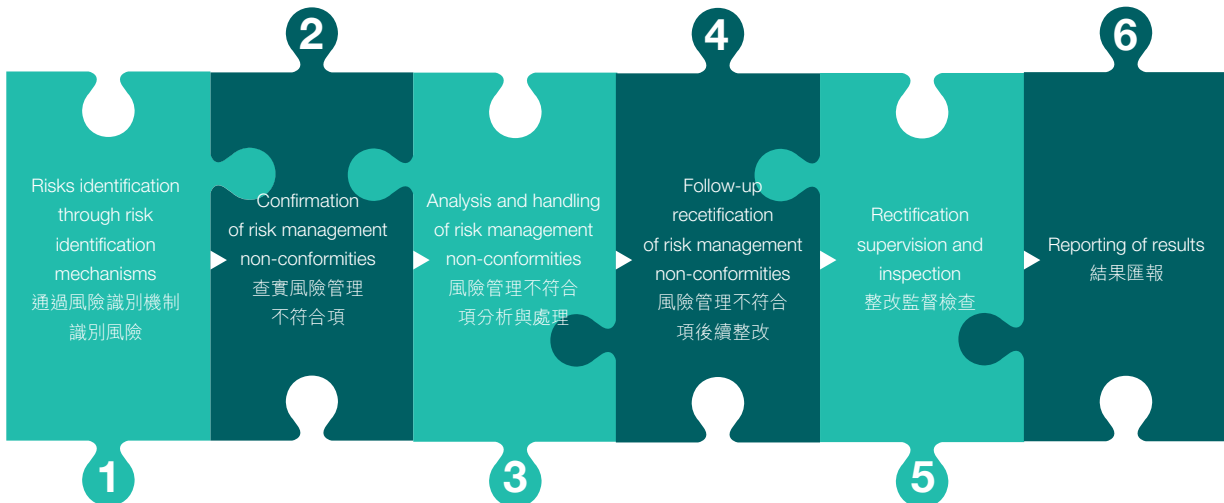 1
Risks identification
through risk
identification
mechanisms
通過風險識別機制
識別風險
2
Confirmation
of risk management
non-conformities
查實風險管理
不符合項
3
Analysis and handling
of risk management
non-conformities
風險管理不符合
項分析與處理
4
Follow-up
recetification
of risk management
non-conformities
風險管理不符合
項後續整改
5
Rectification
supervision and
inspection
整改監督檢查
6
Reporting of results
結果匯報